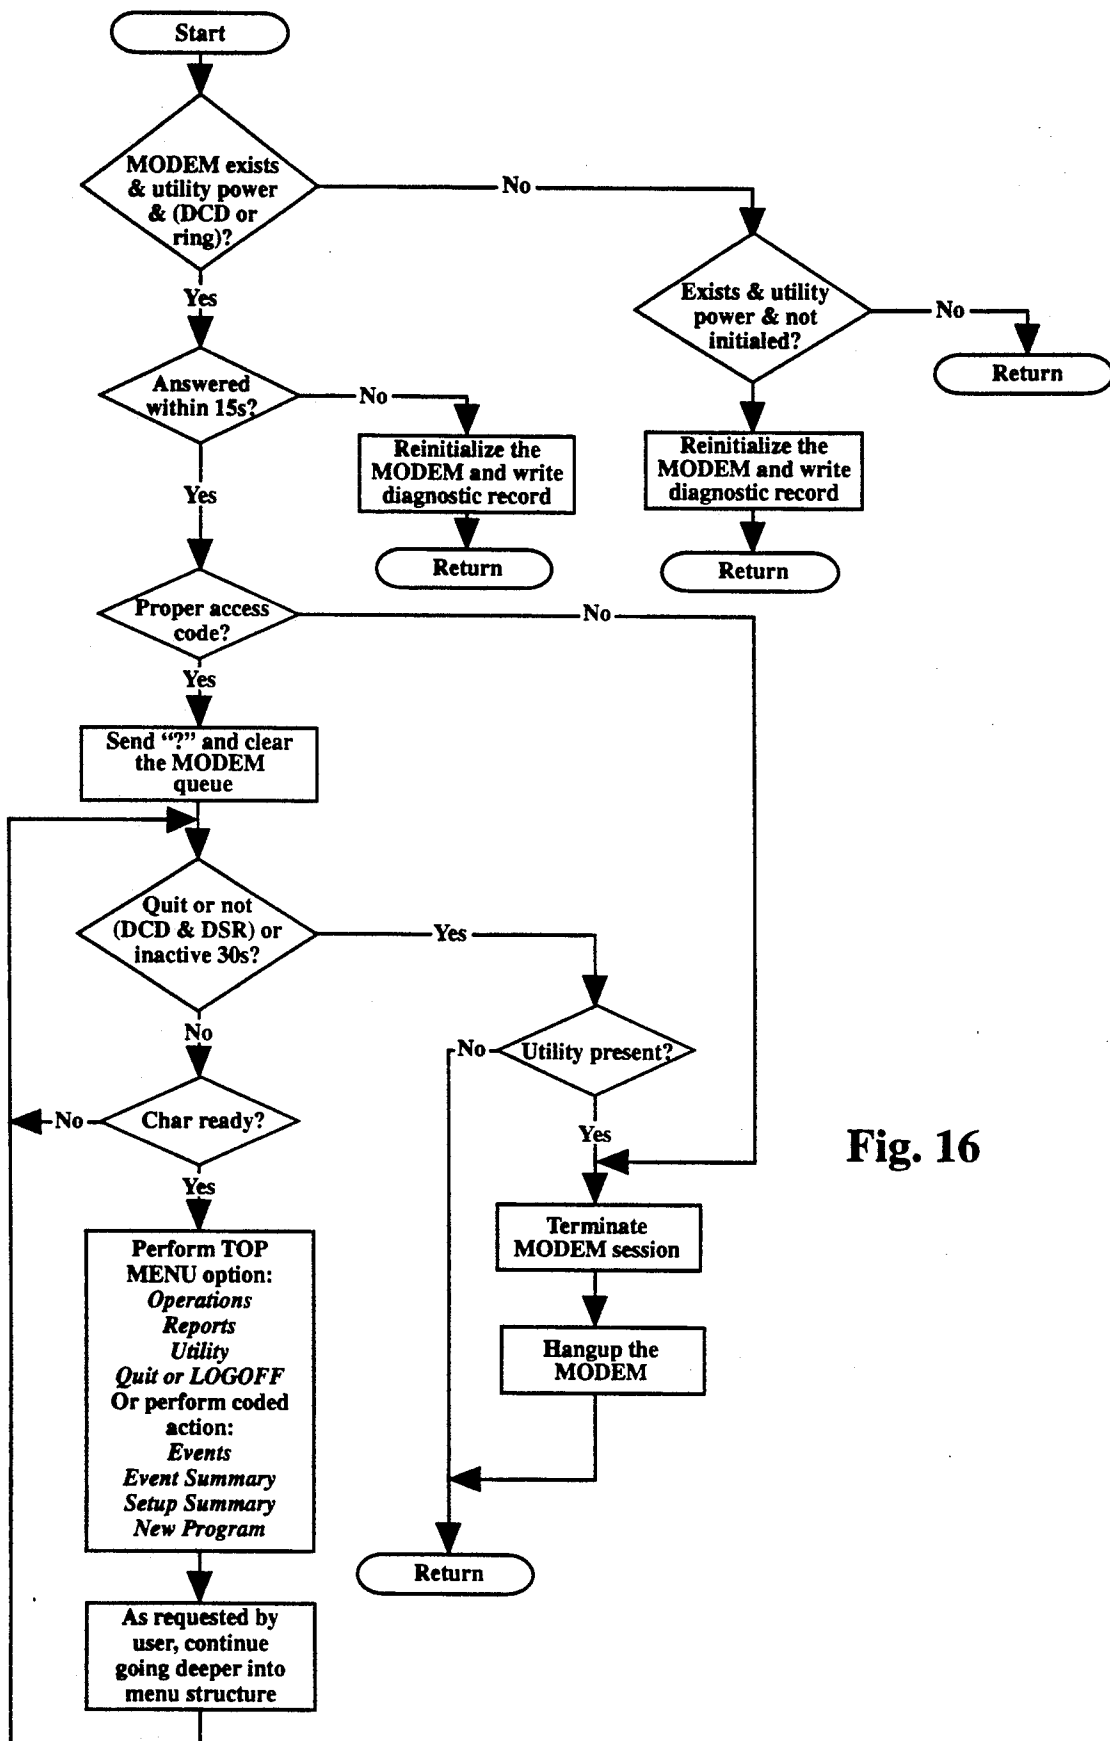 Start
MODEM exists
& utility power
& (DCD or
ring)?
No
Yes
Exists & utility
power & not
initialed?
No
Return
Answered
within 15s?
No
Reinitialize the
MODEM and write
diagnostic record
Reinitialize the
MODEM and write
diagnostic record
Yes
Return
Return
Proper access
code?
No
Yes
Send “?” and clear
the MODEM
queue
Quit or not
(DCD & DSR) or
inactive 30s?
Yes
No
Utility present?
No
Char ready?
No
Yes
Fig. 16
Yes
Terminate
MODEM session
Perform TOP
MENU option:
Operations
Reports
Utility
Quit or LOGOFF
Or perform coded
action:
Events
Event Summary
Setup Summary
New Program
Hangup the
MODEM
Return
As requested by
user, continue
going deeper into
menu structure